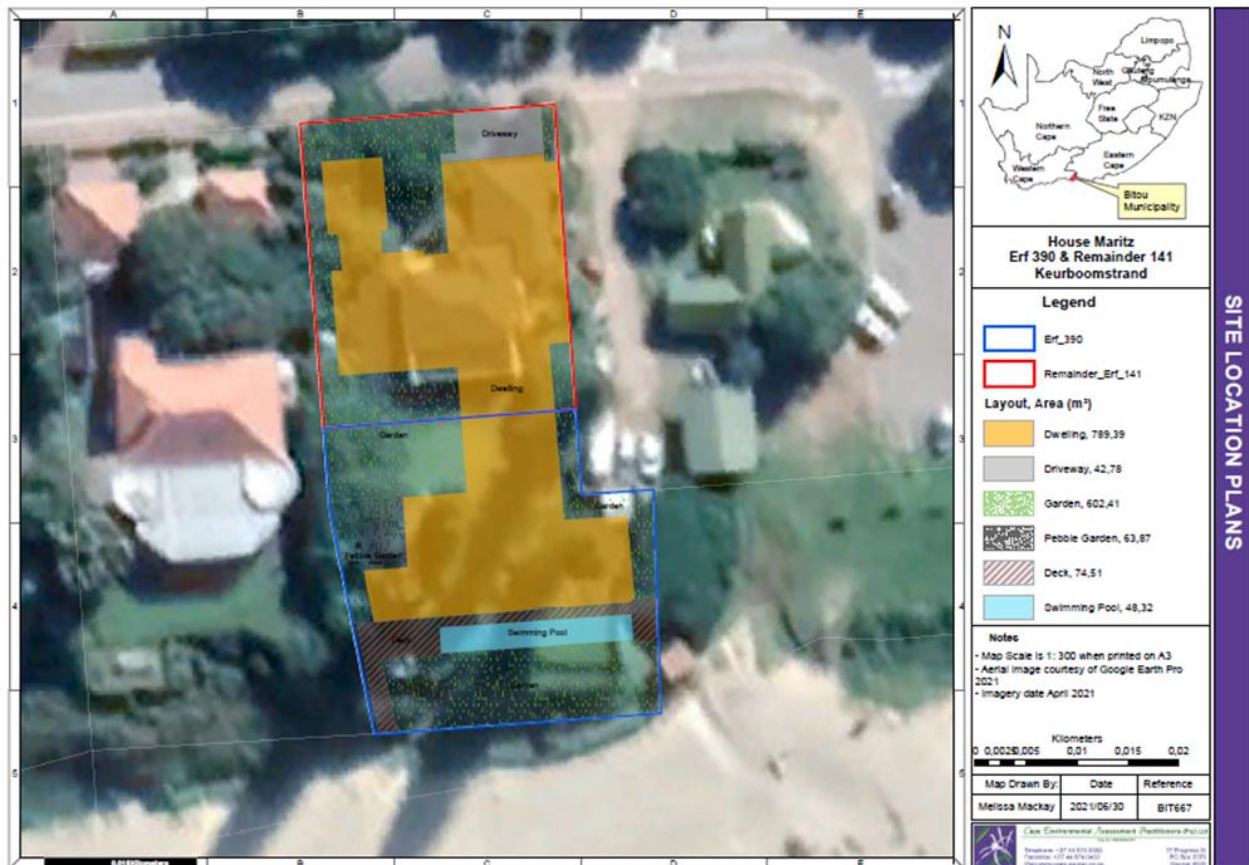 A B C D E
1
2
3
4
5
1
2
3
4
5
Driveway
Dwelling
Garden
Garden
Pebble Garden
Deck
Swimming Pool
Garden
N
Limpopo
North
West
Gauteng
Mpumalanga
Free
State
KZN
Northern
Cape
Eastern
Cape
Western
Cape
Bitou
Municipality
House Maritz
Erf 390 & Remainder 141
Keurboomstrand
Legend
Erf_390
Remainder_Erf_141
Layout, Area (m²)
Dwelling, 789,39
Driveway, 42,78
Garden, 602,41
Pebble Garden, 63,87
Deck, 74,51
Swimming Pool, 48,32
Notes
- Map Scale is 1: 300 when printed on A3
- Aerial image courtesy of Google Earth Pro
2021
- Imagery date April 2021
Kilometers
0 0,0025 0,005 0,01 0,015 0,02
Map Drawn By: Date Reference
Melissa Mackay 2021/06/30 BIT667
Cape Environmental Assessment Practitioners (Pty) Ltd
SITE LOCATION PLANS